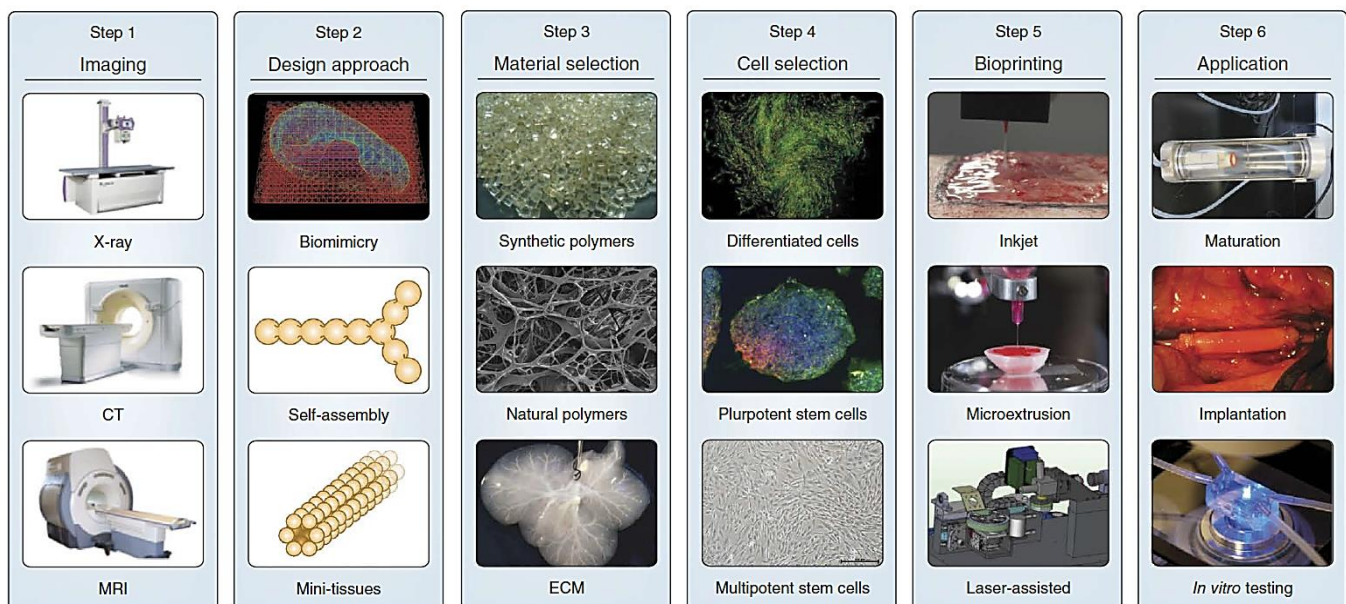 Step 1
Imaging
X-ray
CT
MRI
Step 2
Design approach
Biomimicry
Self-assembly
Mini-tissues
Step 3
Material selection
Synthetic polymers
Natural polymers
ECM
Step 4
Cell selection
Differentiated cells
Plurpotent stem cells
Multipotent stem cells
Step 5
Bioprinting
Inkjet
Microextrusion
Laser-assisted
Step 6
Application
Maturation
Implantation
In vitro testing